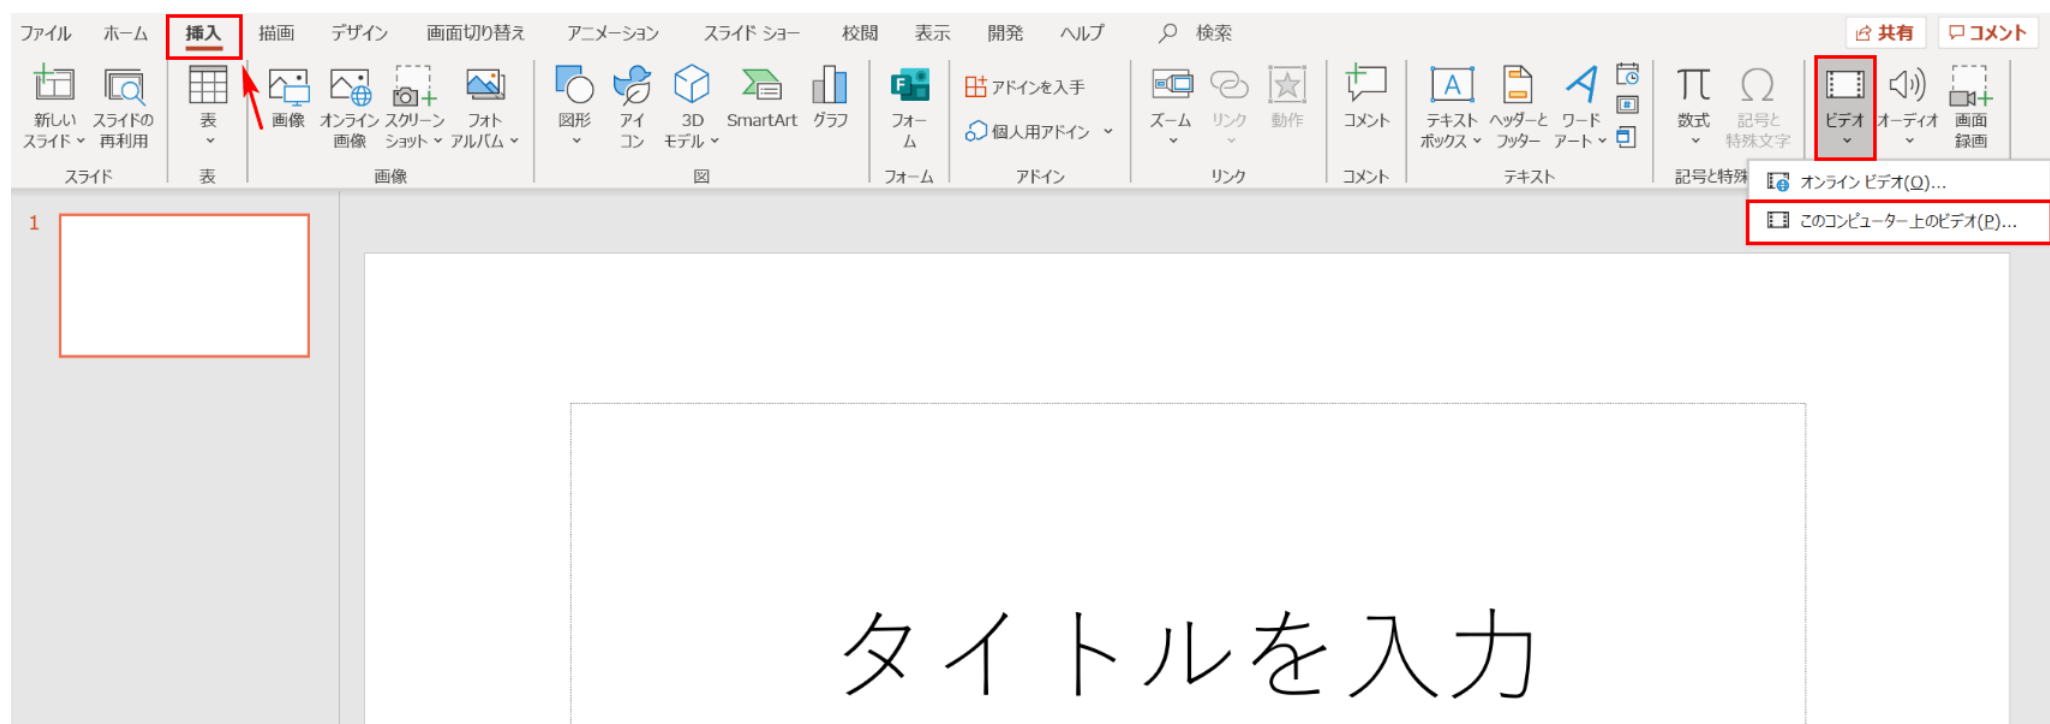 ファイル ホーム 挿入 描画 デザイン 画面切り替え アニメーション スライド ショー 校閲 表示 開発 ヘルプ 検索 共有 コメント
新しい
スライド
スライドの
再利用
表
画像
オンライン
画像
スクリーン
ショット
フォト
アルバム
図形
アイ
コン
3D
モデル
SmartArt
グラフ
フォー
ム
アドインを入手
個人用アドイン
ズーム
リンク
動作
コメント
テキスト
ボックス
ヘッダーと
フッター
ワード
アート
数式
記号と
特殊文字
ビデオ
オーディオ
画面
録画
スライド 表 画像 図 フォーム アドイン リンク コメント テキスト 記号と特殊
オンライン ビデオ(O)...
このコンピューター上のビデオ(P)...
1
タイトルを入力